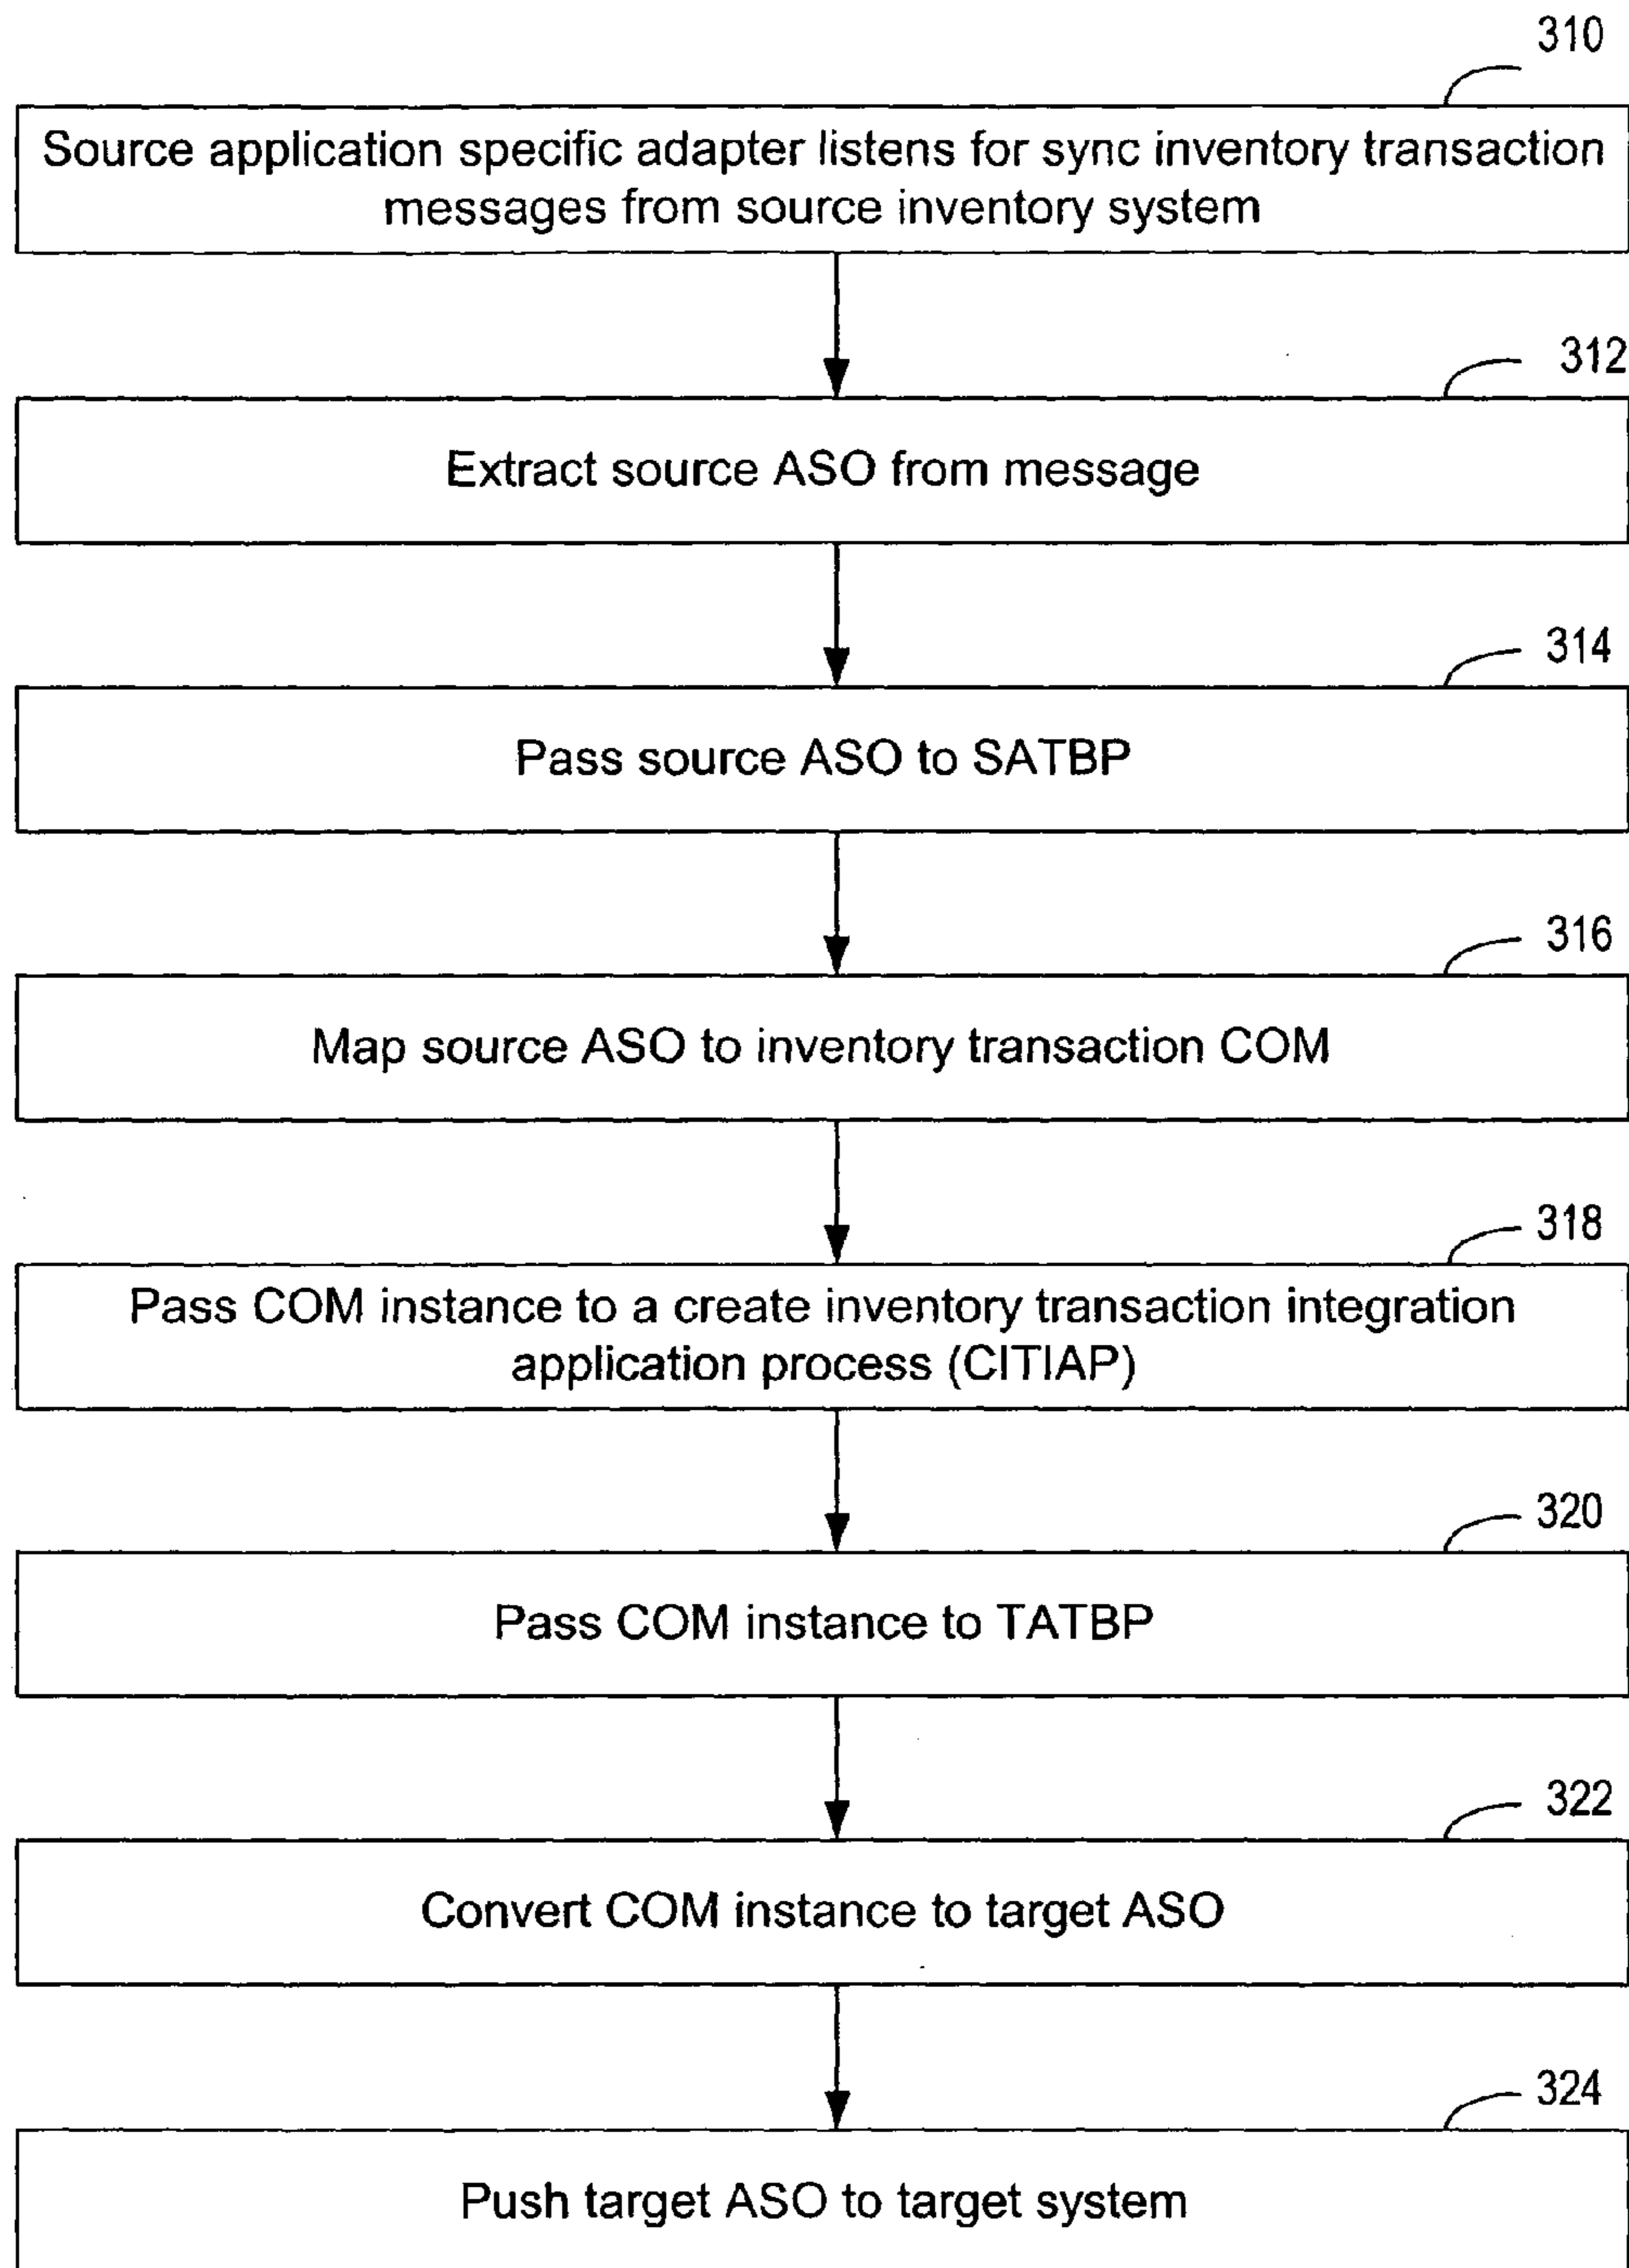 310
Source application specific adapter listens for sync inventory transaction
messages from source inventory system
312
Extract source ASO from message
314
Pass source ASO to SATBP
316
Map source ASO to inventory transaction COM
318
Pass COM instance to a create inventory transaction integration
application process (CITIAP)
320
Pass COM instance to TATBP
322
Convert COM instance to target ASO
324
Push target ASO to target system